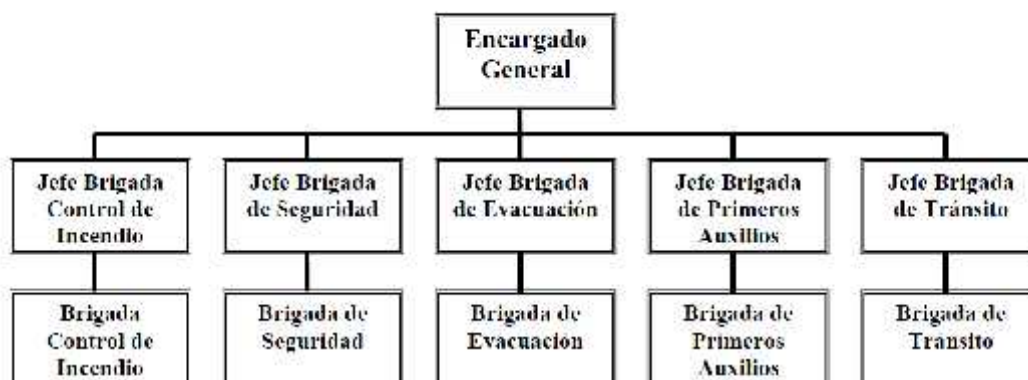 Encargado
General
Jefe Brigada
Control de
Incendio
Jefe Brigada
de Seguridad
Jefe Brigada
de Evacuación
Jefe Brigada
de Primeros
Auxilios
Jefe Brigada
de Tránsito
Brigada
Control de
Incendio
Brigada de
Seguridad
Brigada de
Evacuación
Brigada de
Primeros
Auxilios
Brigada de
Transito